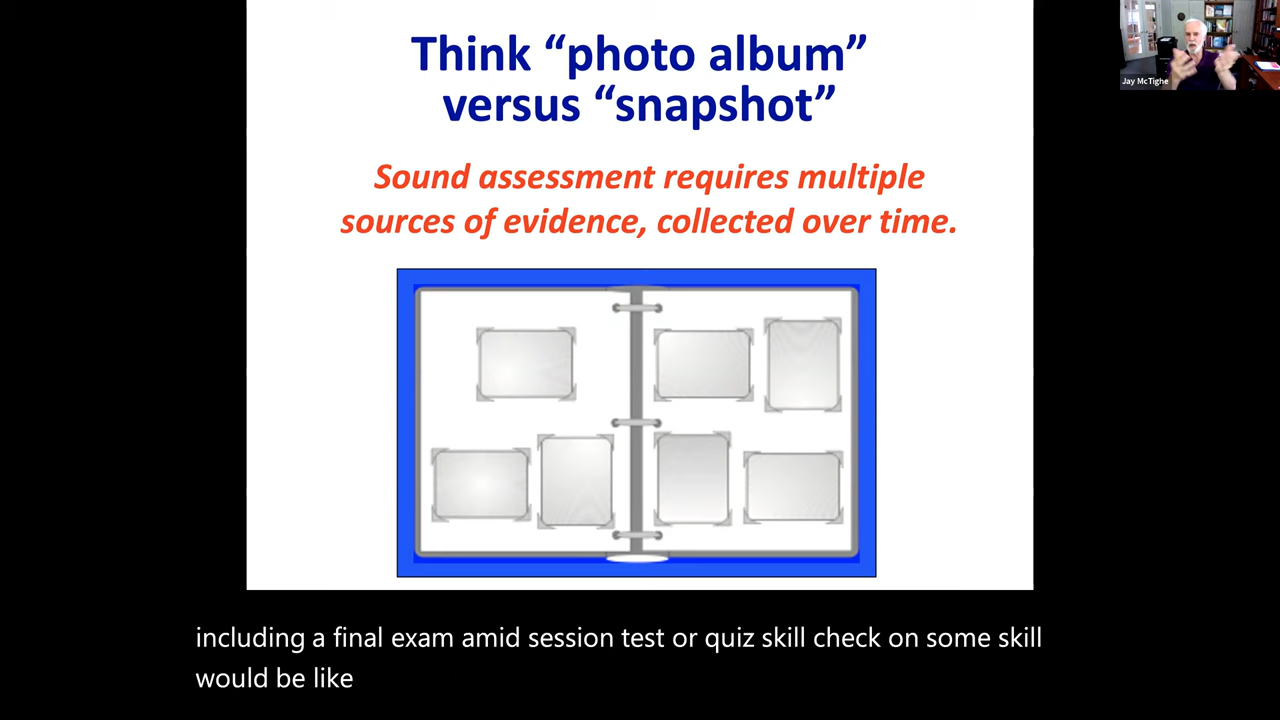 Think “photo album”
versus “snapshot”
Sound assessment requires multiple
sources of evidence, collected over time.
Jay McTighe
including a final exam amid session test or quiz skill check on some skill
would be like